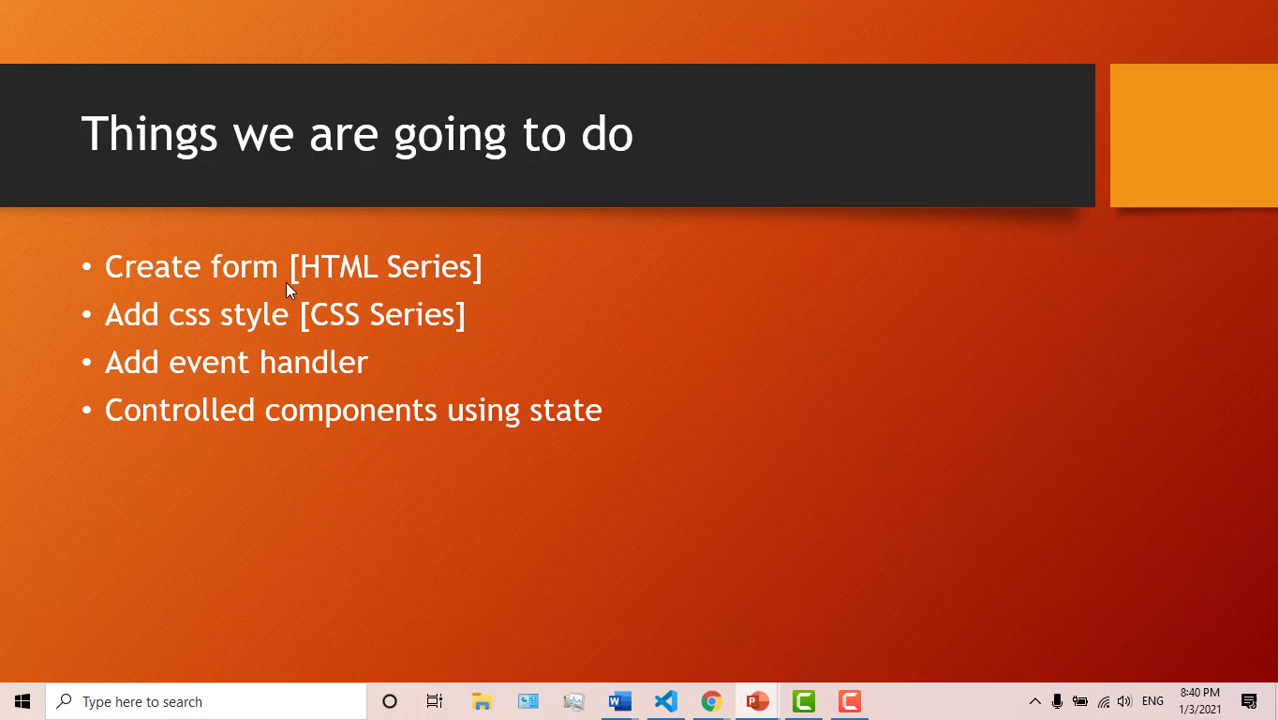 Things we are going to do
• Create form [HTML Series]
• Add css style [CSS Series]
• Add event handler
• Controlled components using state
Type here to search
ENG
8:40 PM
1/3/2021